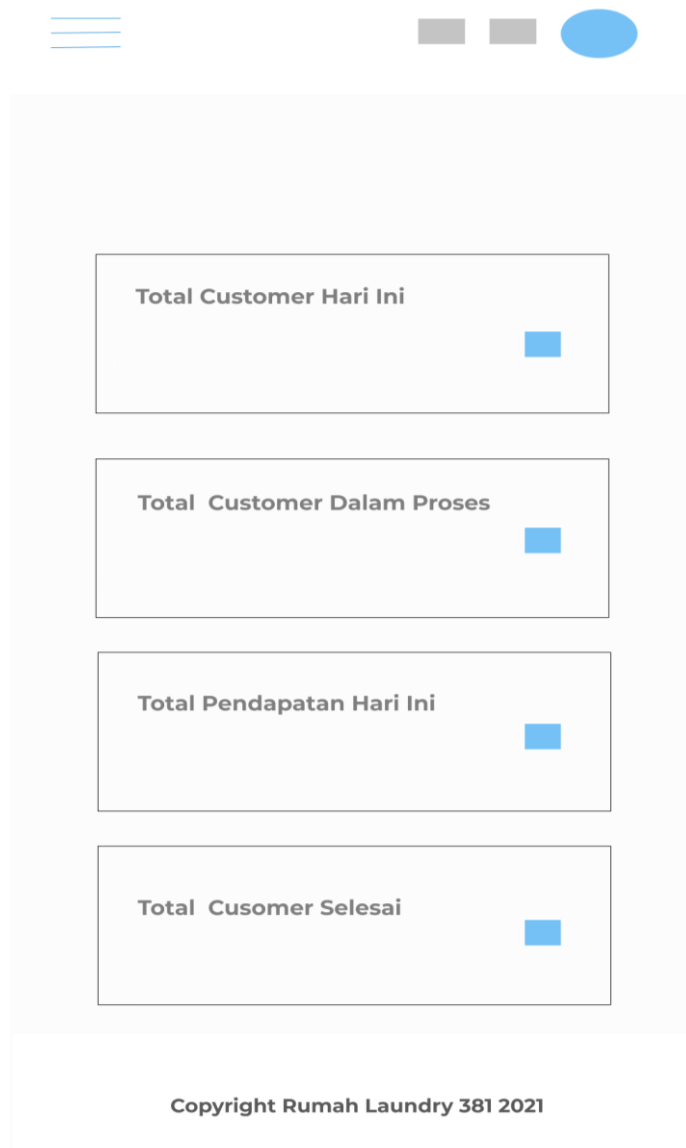 Total Customer Hari Ini
Total Customer Dalam Proses
Total Pendapatan Hari Ini
Total Cusomer Selesai
Copyright Rumah Laundry 381 2021